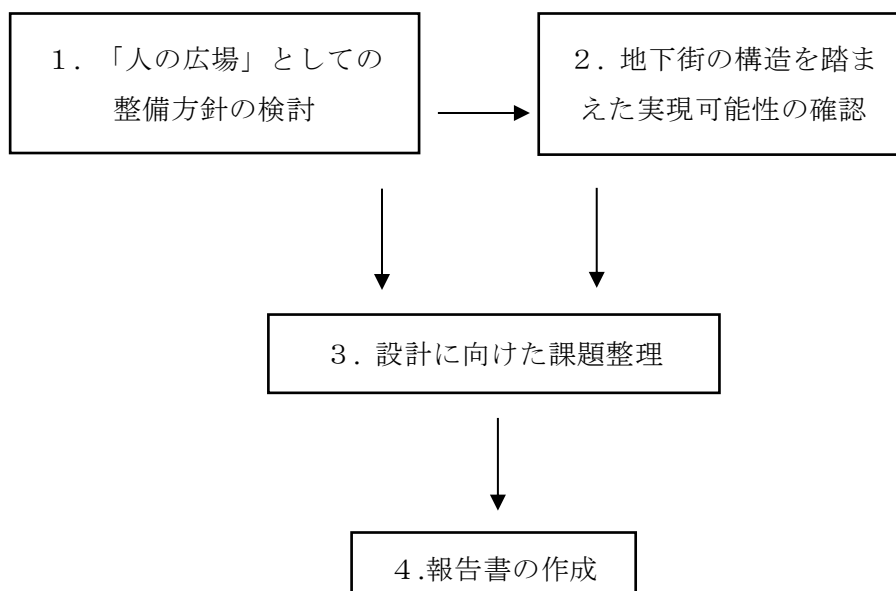 １．「人の広場」としての
整備方針の検討
２．地下街の構造を踏ま
えた実現可能性の確認
３．設計に向けた課題整理
４.報告書の作成